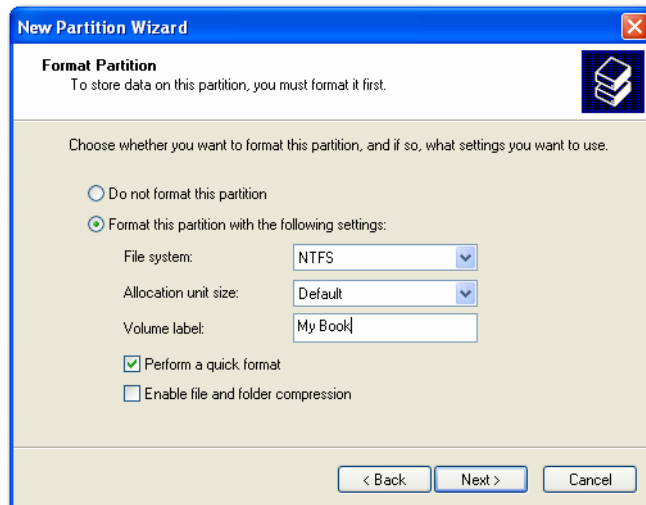 New Partition Wizard
Format Partition
To store data on this partition, you must format it first.
Choose whether you want to format this partition, and if so, what settings you want to use.
Do not format this partition
Format this partition with the following settings:
File system: NTFS
Allocation unit size: Default
Volume label: My Book
Perform a quick format
Enable file and folder compression
< Back Next > Cancel